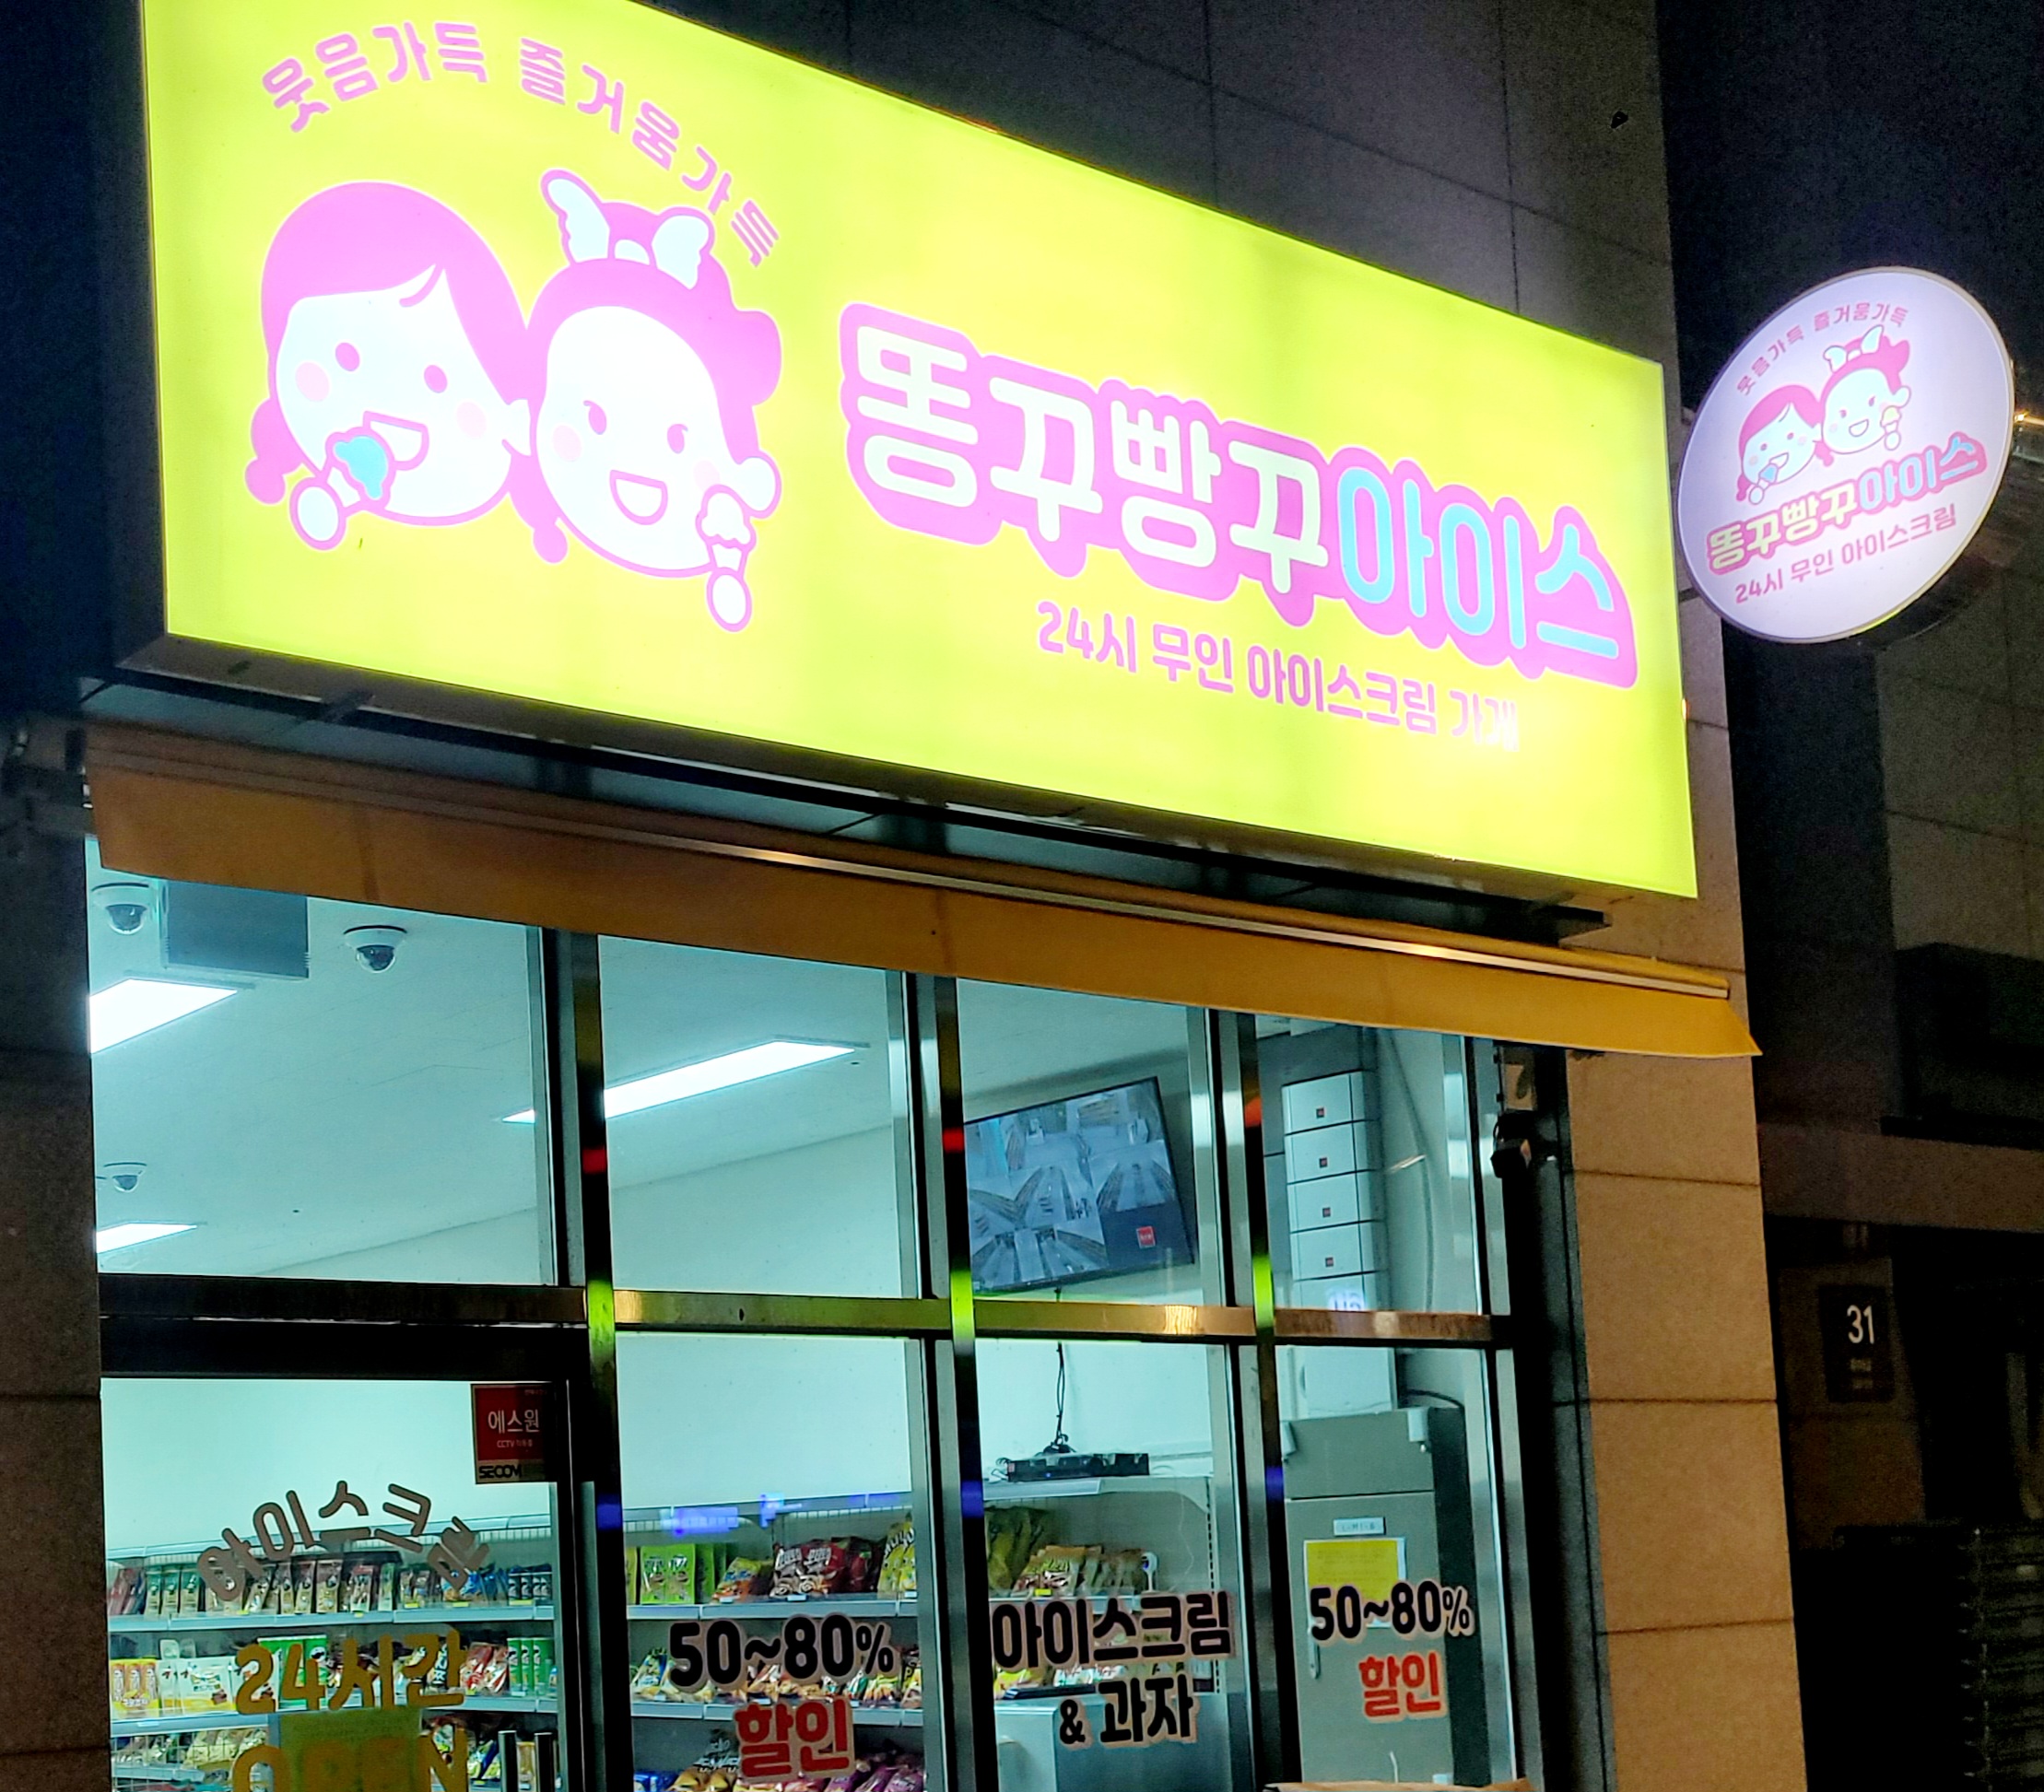 웃음가득 즐거움가득
똥꾸빵꾸아이스
24시 무인 아이스크림 가게
웃음가득 즐거움가득
똥꾸빵꾸아이스
24시 무인 아이스크림
31
에스원
SECOM
아이스크림
24시간
OPEN
50~80%
할인
아이스크림
& 과자
50~80%
할인